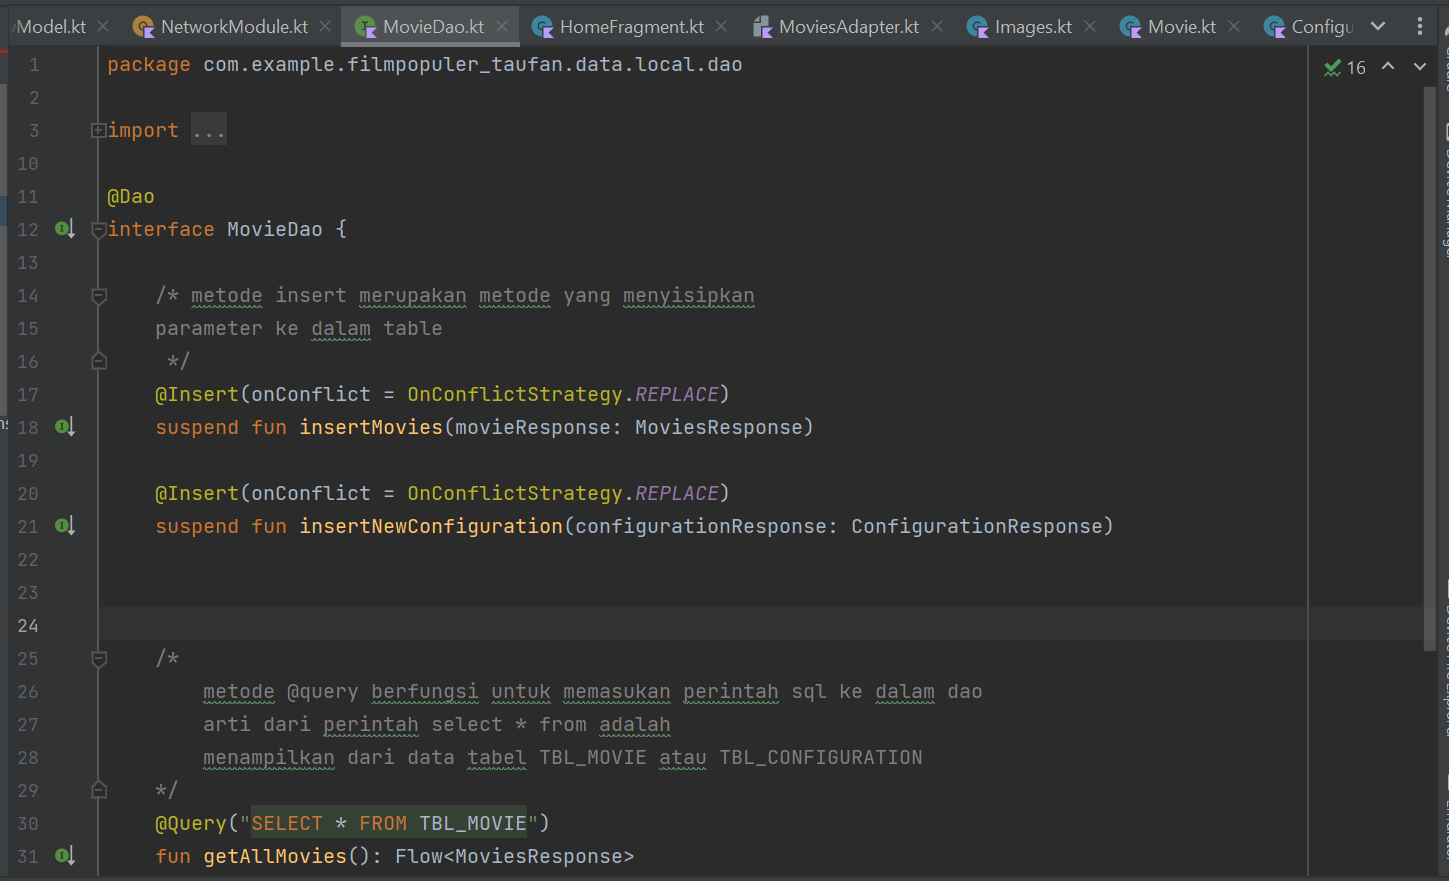 Model.kt NetworkModule.kt MovieDao.kt HomeFragment.kt MoviesAdapter.kt Images.kt Movie.kt Configu
16
1 package com.example.filmpopuler_taufan.data.local.dao
2
3 import ...
10
11 @Dao
12 interface MovieDao {
13
14 /* metode insert merupakan metode yang menyisipkan
15 parameter ke dalam table
16 */
17 @Insert(onConflict = OnConflictStrategy.REPLACE)
18 suspend fun insertMovies(movieResponse: MoviesResponse)
19
20 @Insert(onConflict = OnConflictStrategy.REPLACE)
21 suspend fun insertNewConfiguration(configurationResponse: ConfigurationResponse)
22
23
24
25 /*
26 metode @query berfungsi untuk memasukan perintah sql ke dalam dao
27 arti dari perintah select * from adalah
28 menampilkan dari data tabel TBL_MOVIE atau TBL_CONFIGURATION
29 */
30 @Query("SELECT * FROM TBL_MOVIE")
31 fun getAllMovies(): Flow<MoviesResponse>